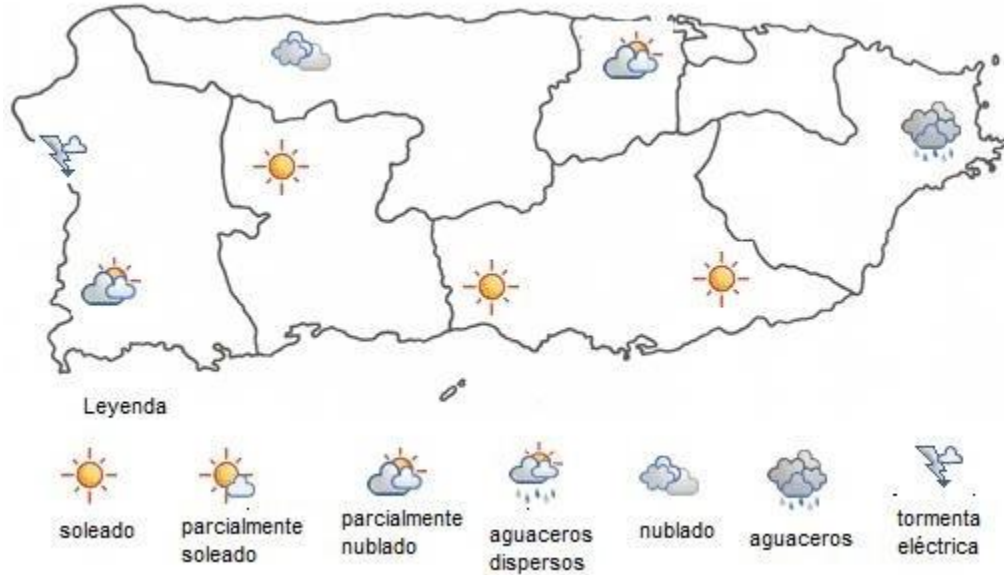 Leyenda
soleado
parcialmente
soleado
parcialmente
nublado
aguaceros
dispersos
nublado
aguaceros
tormenta
eléctrica